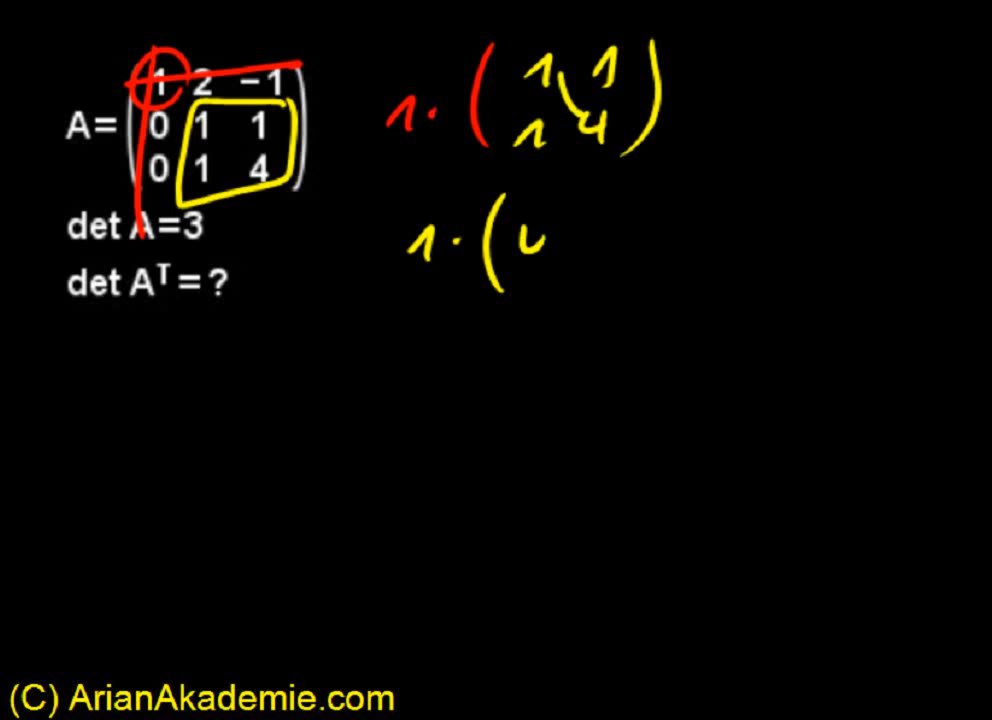 A= ( 1 2 −1
0 1 1
0 1 4 )
det A=3
det Aᵀ = ?
1 · ( 1 1
1 4 )
1 · ( 4
(C) ArianAkademie.com